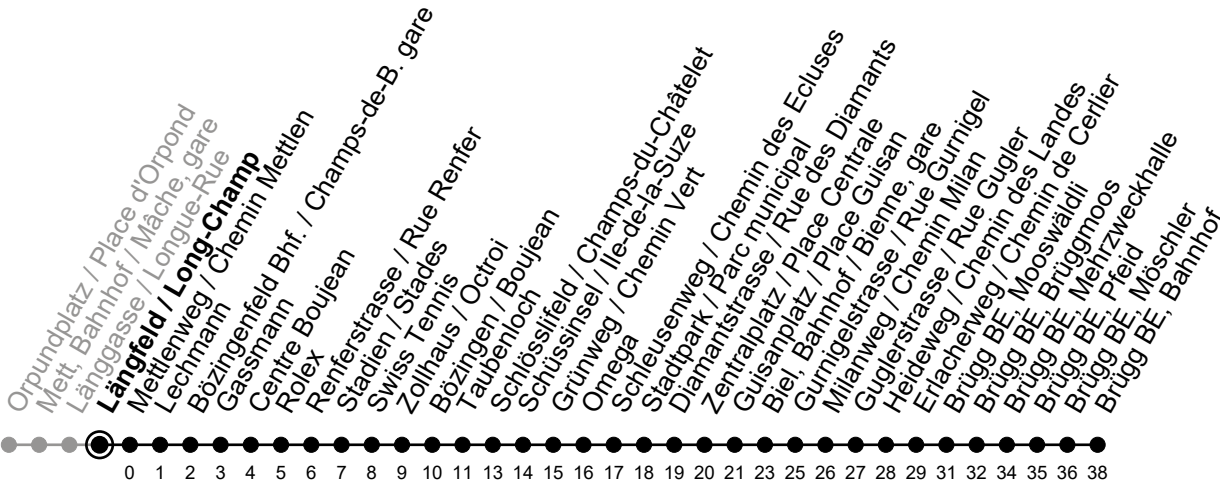 Orpundplatz / Place d'Orpond
Mett, Bahnhof / Mâche, gare
Länggasse / Longue-Rue
Längfeld / Long-Champ
Mettlenweg / Chemin Mettlen
Lechmann
Bözingenfeld Bhf. / Champs-de-B. gare
Gassmann
Centre Boujean
Rolex
Renferstrasse / Rue Renfer
Stadien / Stades
Swiss Tennis
Zollhaus / Octroi
Bözingen / Boujean
Taubenloch
Schlösslifeld / Champs-du-Châtelet
Schüssinsel / Ile-de-la-Suze
Grünweg / Chemin Vert
Omega
Schleusenweg / Chemin des Ecluses
Stadtpark / Parc municipal
Diamantstrasse / Rue des Diamants
Zentralplatz / Place Centrale
Guisanplatz / Place Guisan
Biel, Bahnhof / Bienne, gare
Gurnigelstrasse / Rue Gurnigel
Milanweg / Chemin Milan
Guglerstrasse / Rue Gugler
Heideweg / Chemin des Landes
Erlacherweg / Chemin de Cerlier
Brügg BE, Mooswäldli
Brügg BE, Brüggmoos
Brügg BE, Mehrzweckhalle
Brügg BE, Pfeid
Brügg BE, Möschler
Brügg BE, Bahnhof
0 1 2 3 4 5 6 7 8 9 10 11 13 14 15 16 17 18 19 20 21 23 25 26 27 28 29 31 32 34 35 36 38